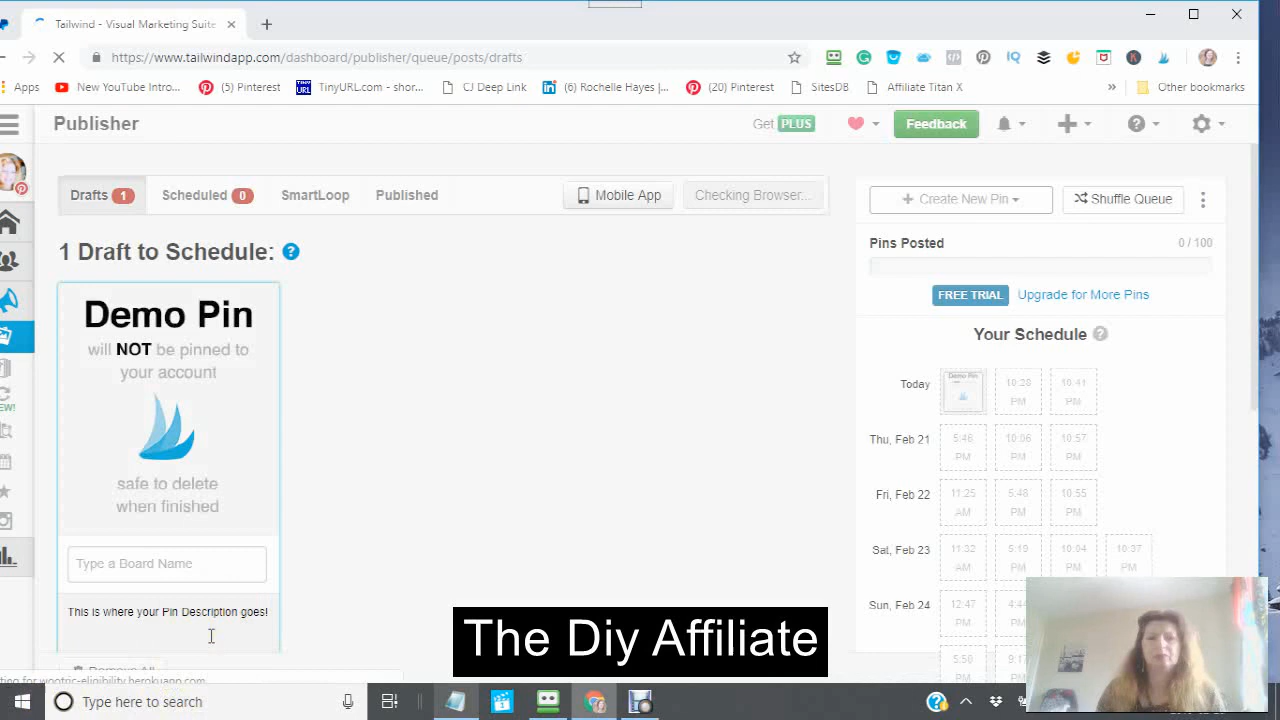 Tailwind - Visual Marketing Suite
https://www.tailwindapp.com/dashboard/publisher/queue/posts/drafts
Apps
New YouTube Intro...
(5) Pinterest
TinyURL.com - shor...
CJ Deep Link
(6) Rochelle Hayes |...
(20) Pinterest
SitesDB
Affiliate Titan X
»
Other bookmarks
Publisher
Get PLUS
Feedback
Drafts 1
Scheduled 0
SmartLoop
Published
Mobile App
Checking Browser...
+ Create New Pin
Shuffle Queue
1 Draft to Schedule: ?
Pins Posted
0 / 100
FREE TRIAL
Upgrade for More Pins
Your Schedule ?
Demo Pin
will NOT be pinned to
your account
safe to delete
when finished
Type a Board Name
This is where your Pin Description goes!
Remove All
Today
Demo Pin
10:28 PM
10:41 PM
Thu, Feb 21
5:46 PM
10:06 PM
10:57 PM
Fri, Feb 22
11:25 AM
5:48 PM
10:55 PM
Sat, Feb 23
11:32 AM
5:19 PM
10:04 PM
10:37 PM
Sun, Feb 24
12:47
5:50
The Diy Affiliate
Type here to search